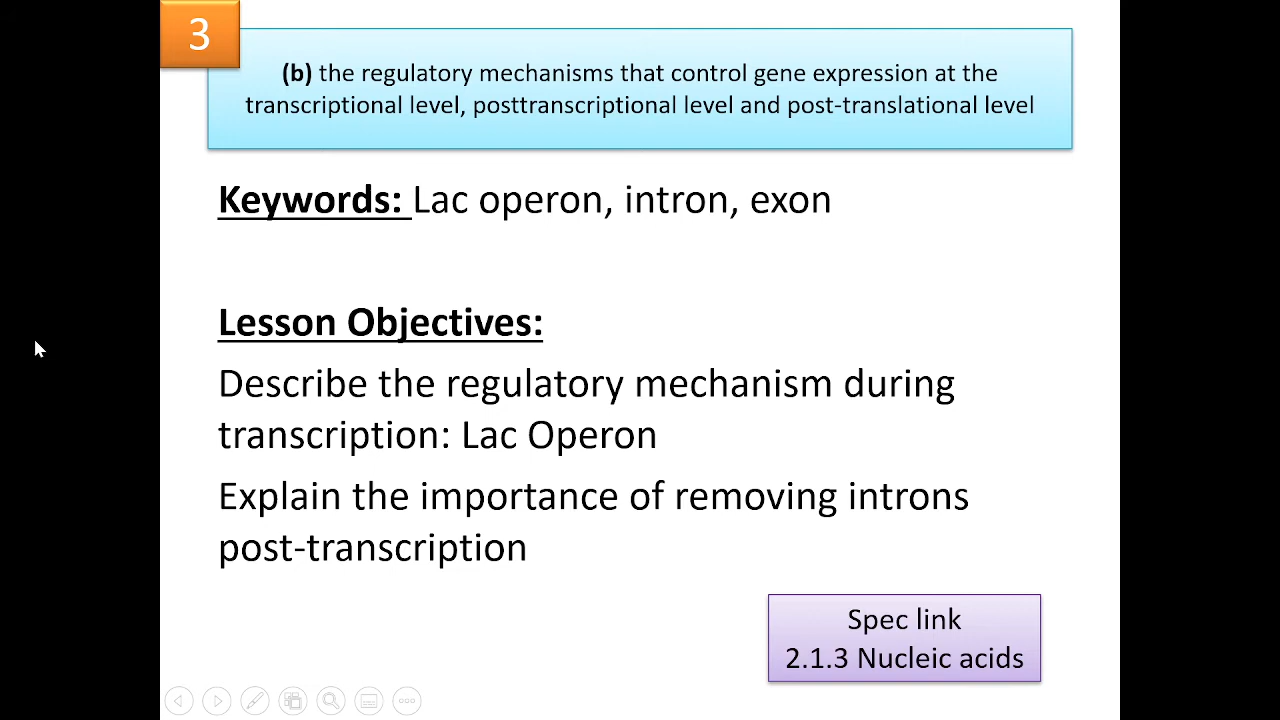 3
(b) the regulatory mechanisms that control gene expression at the
transcriptional level, posttranscriptional level and post-translational level
Keywords: Lac operon, intron, exon
Lesson Objectives:
Describe the regulatory mechanism during
transcription: Lac Operon
Explain the importance of removing introns
post-transcription
Spec link
2.1.3 Nucleic acids